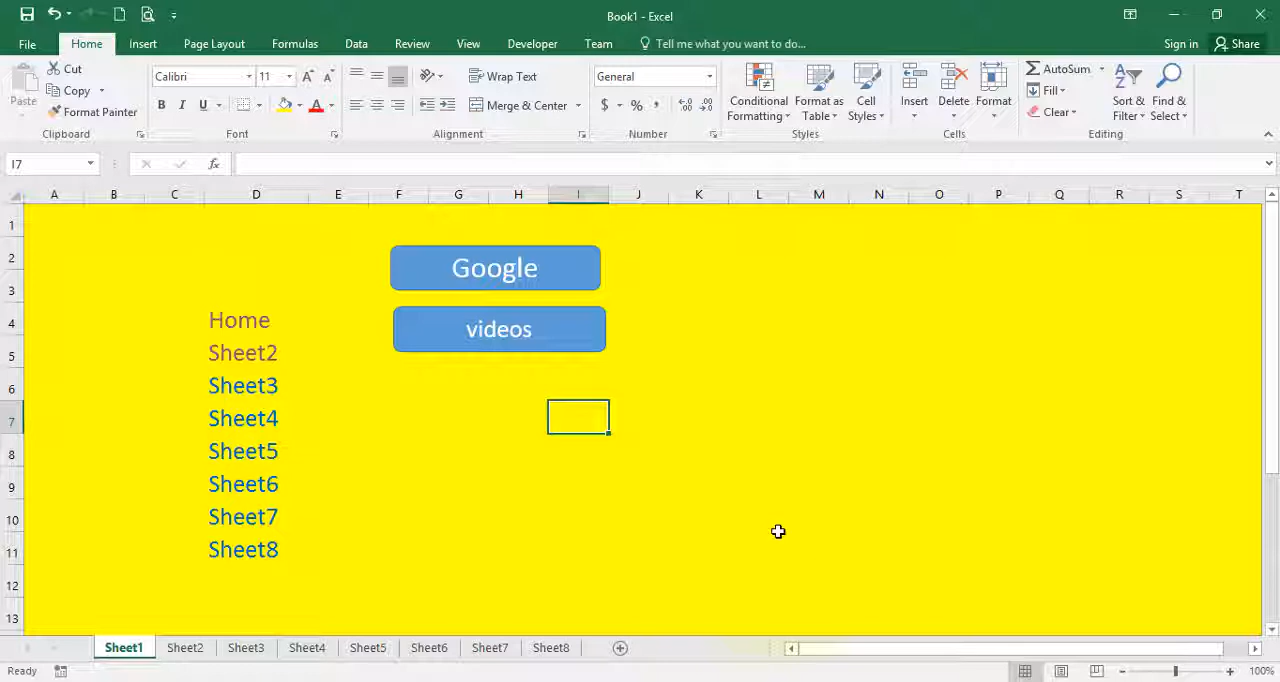 Book1 - Excel
File Home Insert Page Layout Formulas Data Review View Developer Team Tell me what you want to do... Sign in Share
Paste
Cut
Copy
Format Painter
Clipboard
Calibri 11
B I U
Font
Wrap Text
Merge & Center
Alignment
General
$ % ,
Number
Conditional Formatting
Format as Table
Cell Styles
Styles
Insert Delete Format
Cells
AutoSum
Fill
Clear
Sort & Filter
Find & Select
Editing
I7 fx
A B C D E F G H I J K L M N O P Q R S T
1
2
3
4
5
6
7
8
9
10
11
12
13
Google
videos
Home
Sheet2
Sheet3
Sheet4
Sheet5
Sheet6
Sheet7
Sheet8
Sheet1 Sheet2 Sheet3 Sheet4 Sheet5 Sheet6 Sheet7 Sheet8
Ready 100%